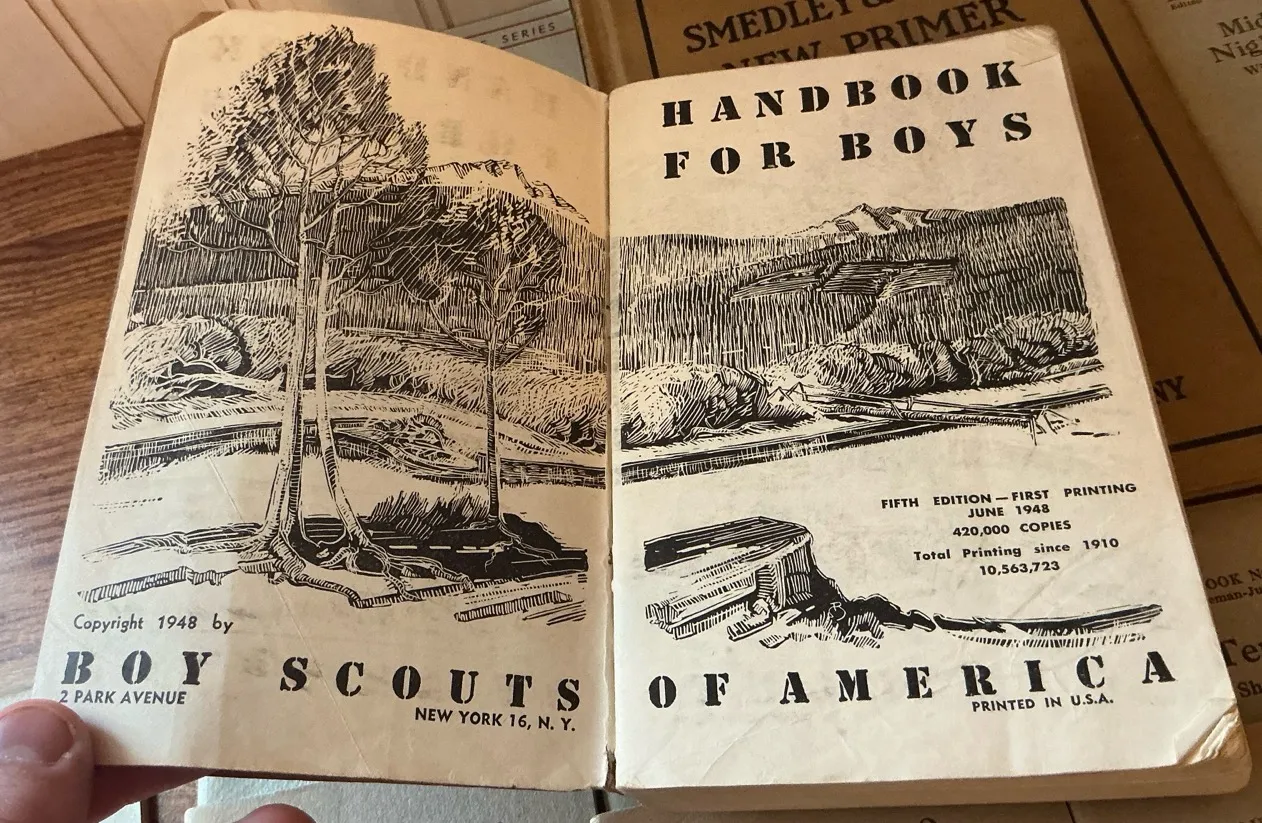 SERIES
SMEDLEY &
NEW PRIMER
HANDBOOK
FOR BOYS
FIFTH EDITION—FIRST PRINTING
JUNE 1948
420,000 COPIES
Total Printing since 1910
10,563,723
Copyright 1948 by
BOY SCOUTS OF AMERICA
2 PARK AVENUE
NEW YORK 16, N. Y.
PRINTED IN U.S.A.